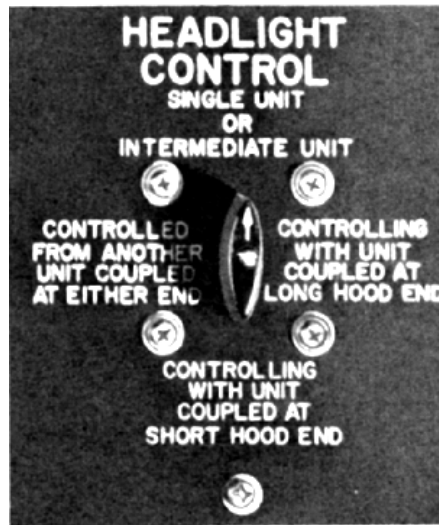 HEADLIGHT
CONTROL
SINGLE UNIT
OR
INTERMEDIATE UNIT
CONTROLLED
FROM ANOTHER
UNIT COUPLED
AT EITHER END
CONTROLLING
WITH UNIT
COUPLED AT
LONG HOOD END
CONTROLLING
WITH UNIT
COUPLED AT
SHORT HOOD END